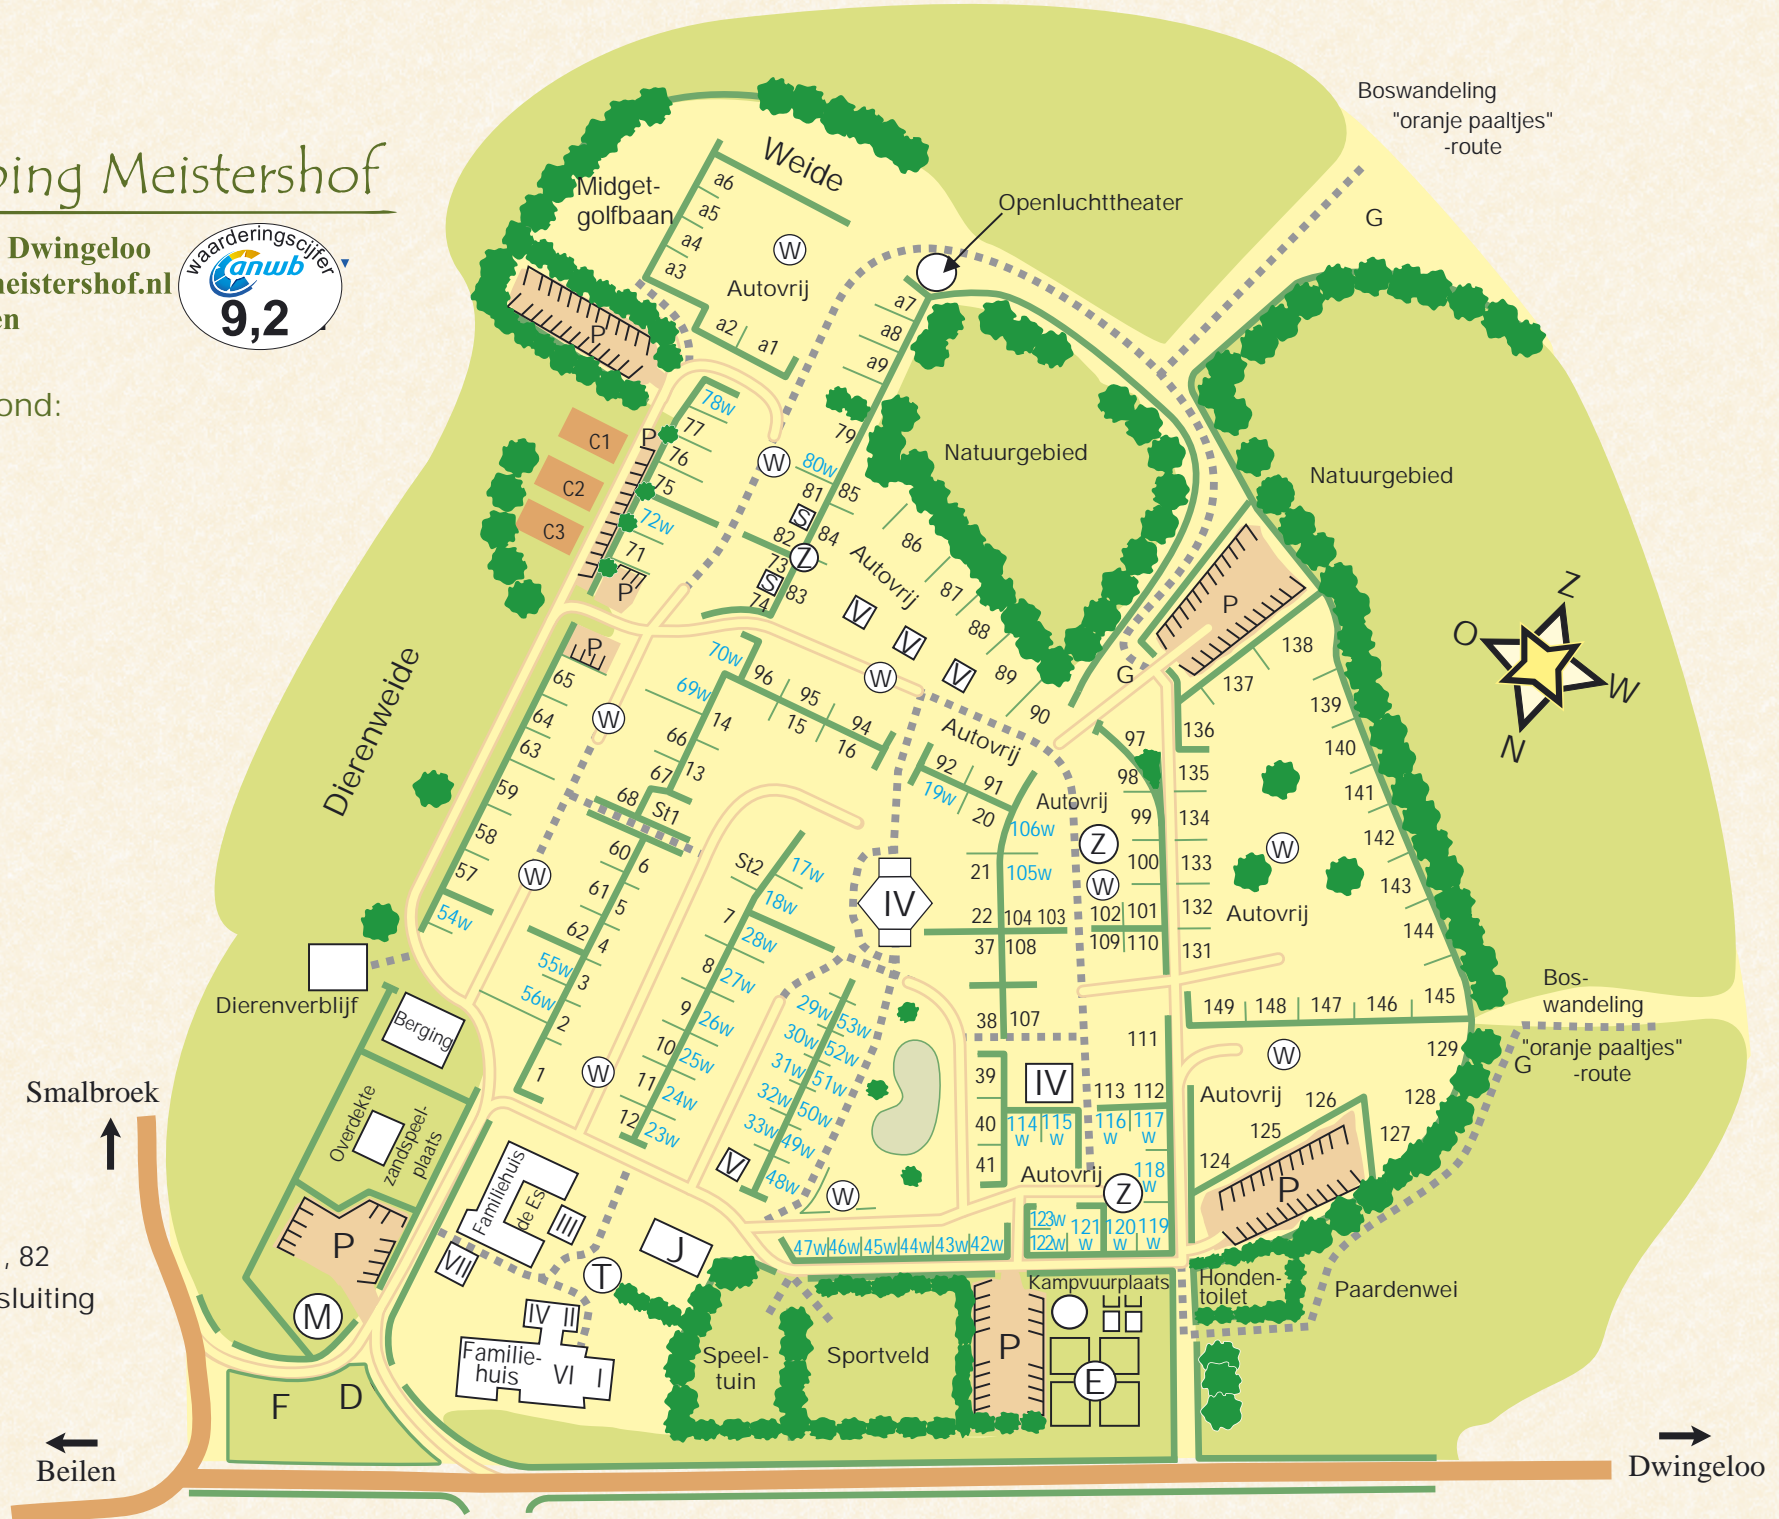 ping Meistershof
Dwingeloo
meistershof.nl
en
waarderingscijfer
anwb
9,2
ond:
, 82
sluiting
Boswandeling
"oranje paaltjes"
-route
G
Openluchttheater
Weide
Midget-
golfbaan
a6
a5
a4
a3
a2
a1
W
Autovrij
P
a7
a8
a9
Natuurgebied
Natuurgebied
C1
C2
C3
P
78w
77
76
75
72w
71
P
W
79
80w
81
85
S
82
84
Z
73
S
83
74
Autovrij
86
87
88
89
90
V
V
V
W
P
G
Z
O
W
N
Dierenweide
P
65
64
63
59
58
57
54w
W
W
70w
69w
96
95
94
14
15
16
66
13
67
68
St1
60
6
61
5
62
4
55w
3
56w
2
1
W
Autovrij
92
91
19w
20
Autovrij
106w
105w
21
22
104
103
37
108
38
107
Z
W
97
98
99
100
102
101
109
110
111
136
135
134
133
132
131
137
138
139
140
141
142
143
144
145
146
147
148
149
W
Autovrij
St2
17w
18w
7
28w
8
27w
9
26w
10
25w
11
24w
12
23w
IV
29w
53w
30w
52w
31w
51w
32w
50w
33w
49w
48w
V
W
39
40
41
IV
113
112
114
w
115
w
116
w
117
w
118
w
Autovrij
Z
123w
122w
121
w
120
w
119
w
47w
46w
45w
44w
43w
42w
W
Autovrij
129
128
127
126
125
124
P
Bos-
wandeling
"oranje paaltjes"
-route
G
Dierenverblijf
Berging
Overdekte
zandspeel-
plaats
P
M
Smalbroek
Beilen
F
D
Familiehuis
de Es
III
VII
J
T
IV
II
Familie-
huis
VI
I
Speel-
tuin
Sportveld
P
Kampvuurplaats
E
Honden-
toilet
Paardenwei
Dwingeloo